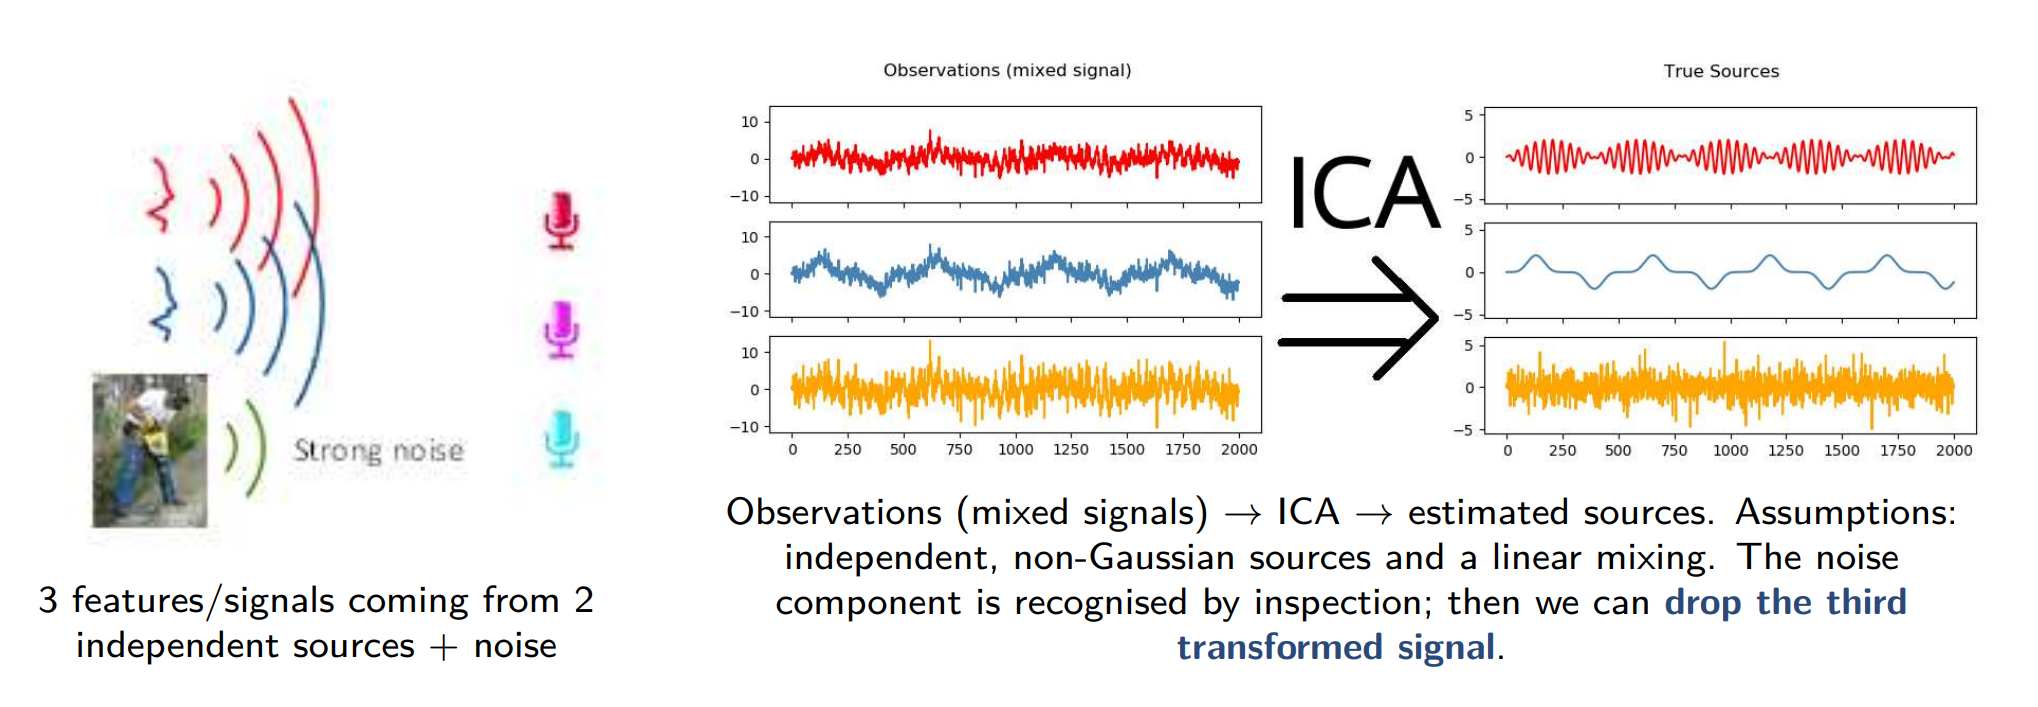 Strong noise
3 features/signals coming from 2
independent sources + noise
Observations (mixed signal)
10
0
−10
10
0
−10
10
0
−10
0 250 500 750 1000 1250 1500 1750 2000
ICA
True Sources
5
0
−5
5
0
−5
5
0
−5
0 250 500 750 1000 1250 1500 1750 2000
Observations (mixed signals) → ICA → estimated sources. Assumptions:
independent, non-Gaussian sources and a linear mixing. The noise
component is recognised by inspection; then we can drop the third
transformed signal.